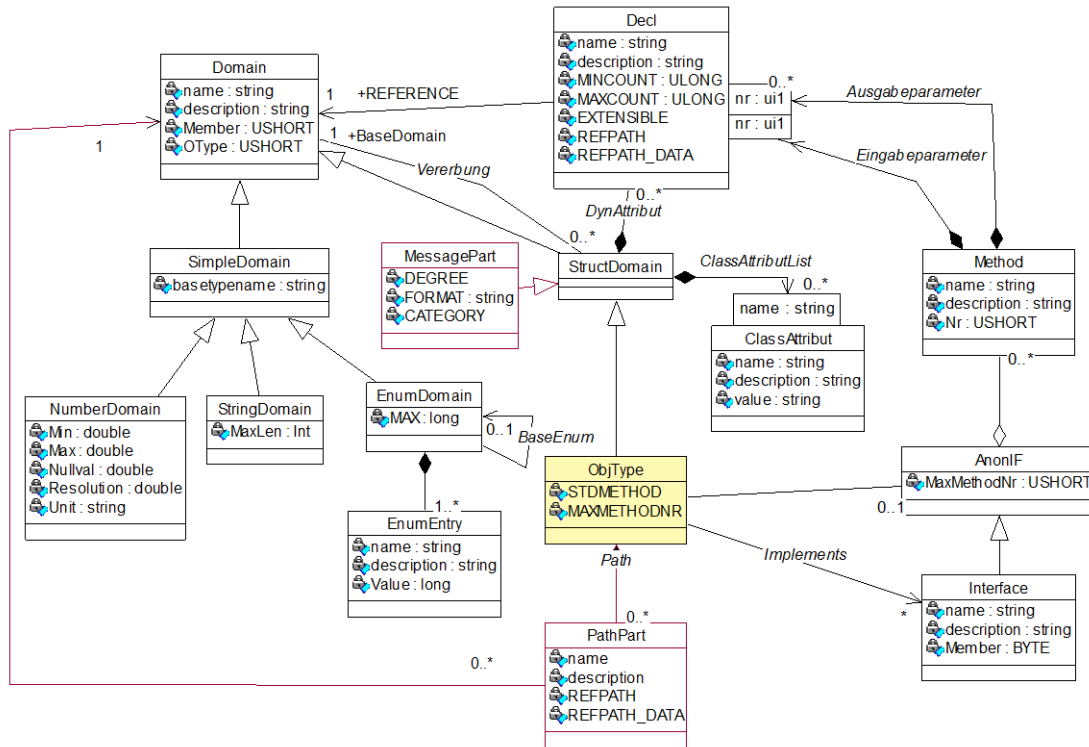 Decl
name : string
description : string
MINCOUNT : ULONG
MAXCOUNT : ULONG
EXTENSIBLE
REFPATH
REFPATH_DATA
0..*
nr : ui1
nr : ui1
Ausgabeparameter
Eingabeparameter
Domain
name : string
description : string
Member : USHORT
OType : USHORT
1
+REFERENCE
1
+BaseDomain
1
Vererbung
0..*
DynAttribut
0..*
SimpleDomain
basetypename : string
MessagePart
DEGREE
FORMAT : string
CATEGORY
StructDomain
ClassAttributList
0..*
name : string
ClassAttribut
name : string
description : string
value : string
Method
name : string
description : string
Nr : USHORT
0..*
NumberDomain
Min : double
Max : double
Nullval : double
Resolution : double
Unit : string
StringDomain
MaxLen : Int
EnumDomain
MAX : long
0..1
BaseEnum
1..*
EnumEntry
name : string
description : string
Value : long
ObjType
STDMETHOD
MAXMETHODNR
Path
AnonIF
MaxMethodNr : USHORT
0..1
Implements
*
Interface
name : string
description : string
Member : BYTE
0..*
PathPart
name
description
REFPATH
REFPATH_DATA
0..*